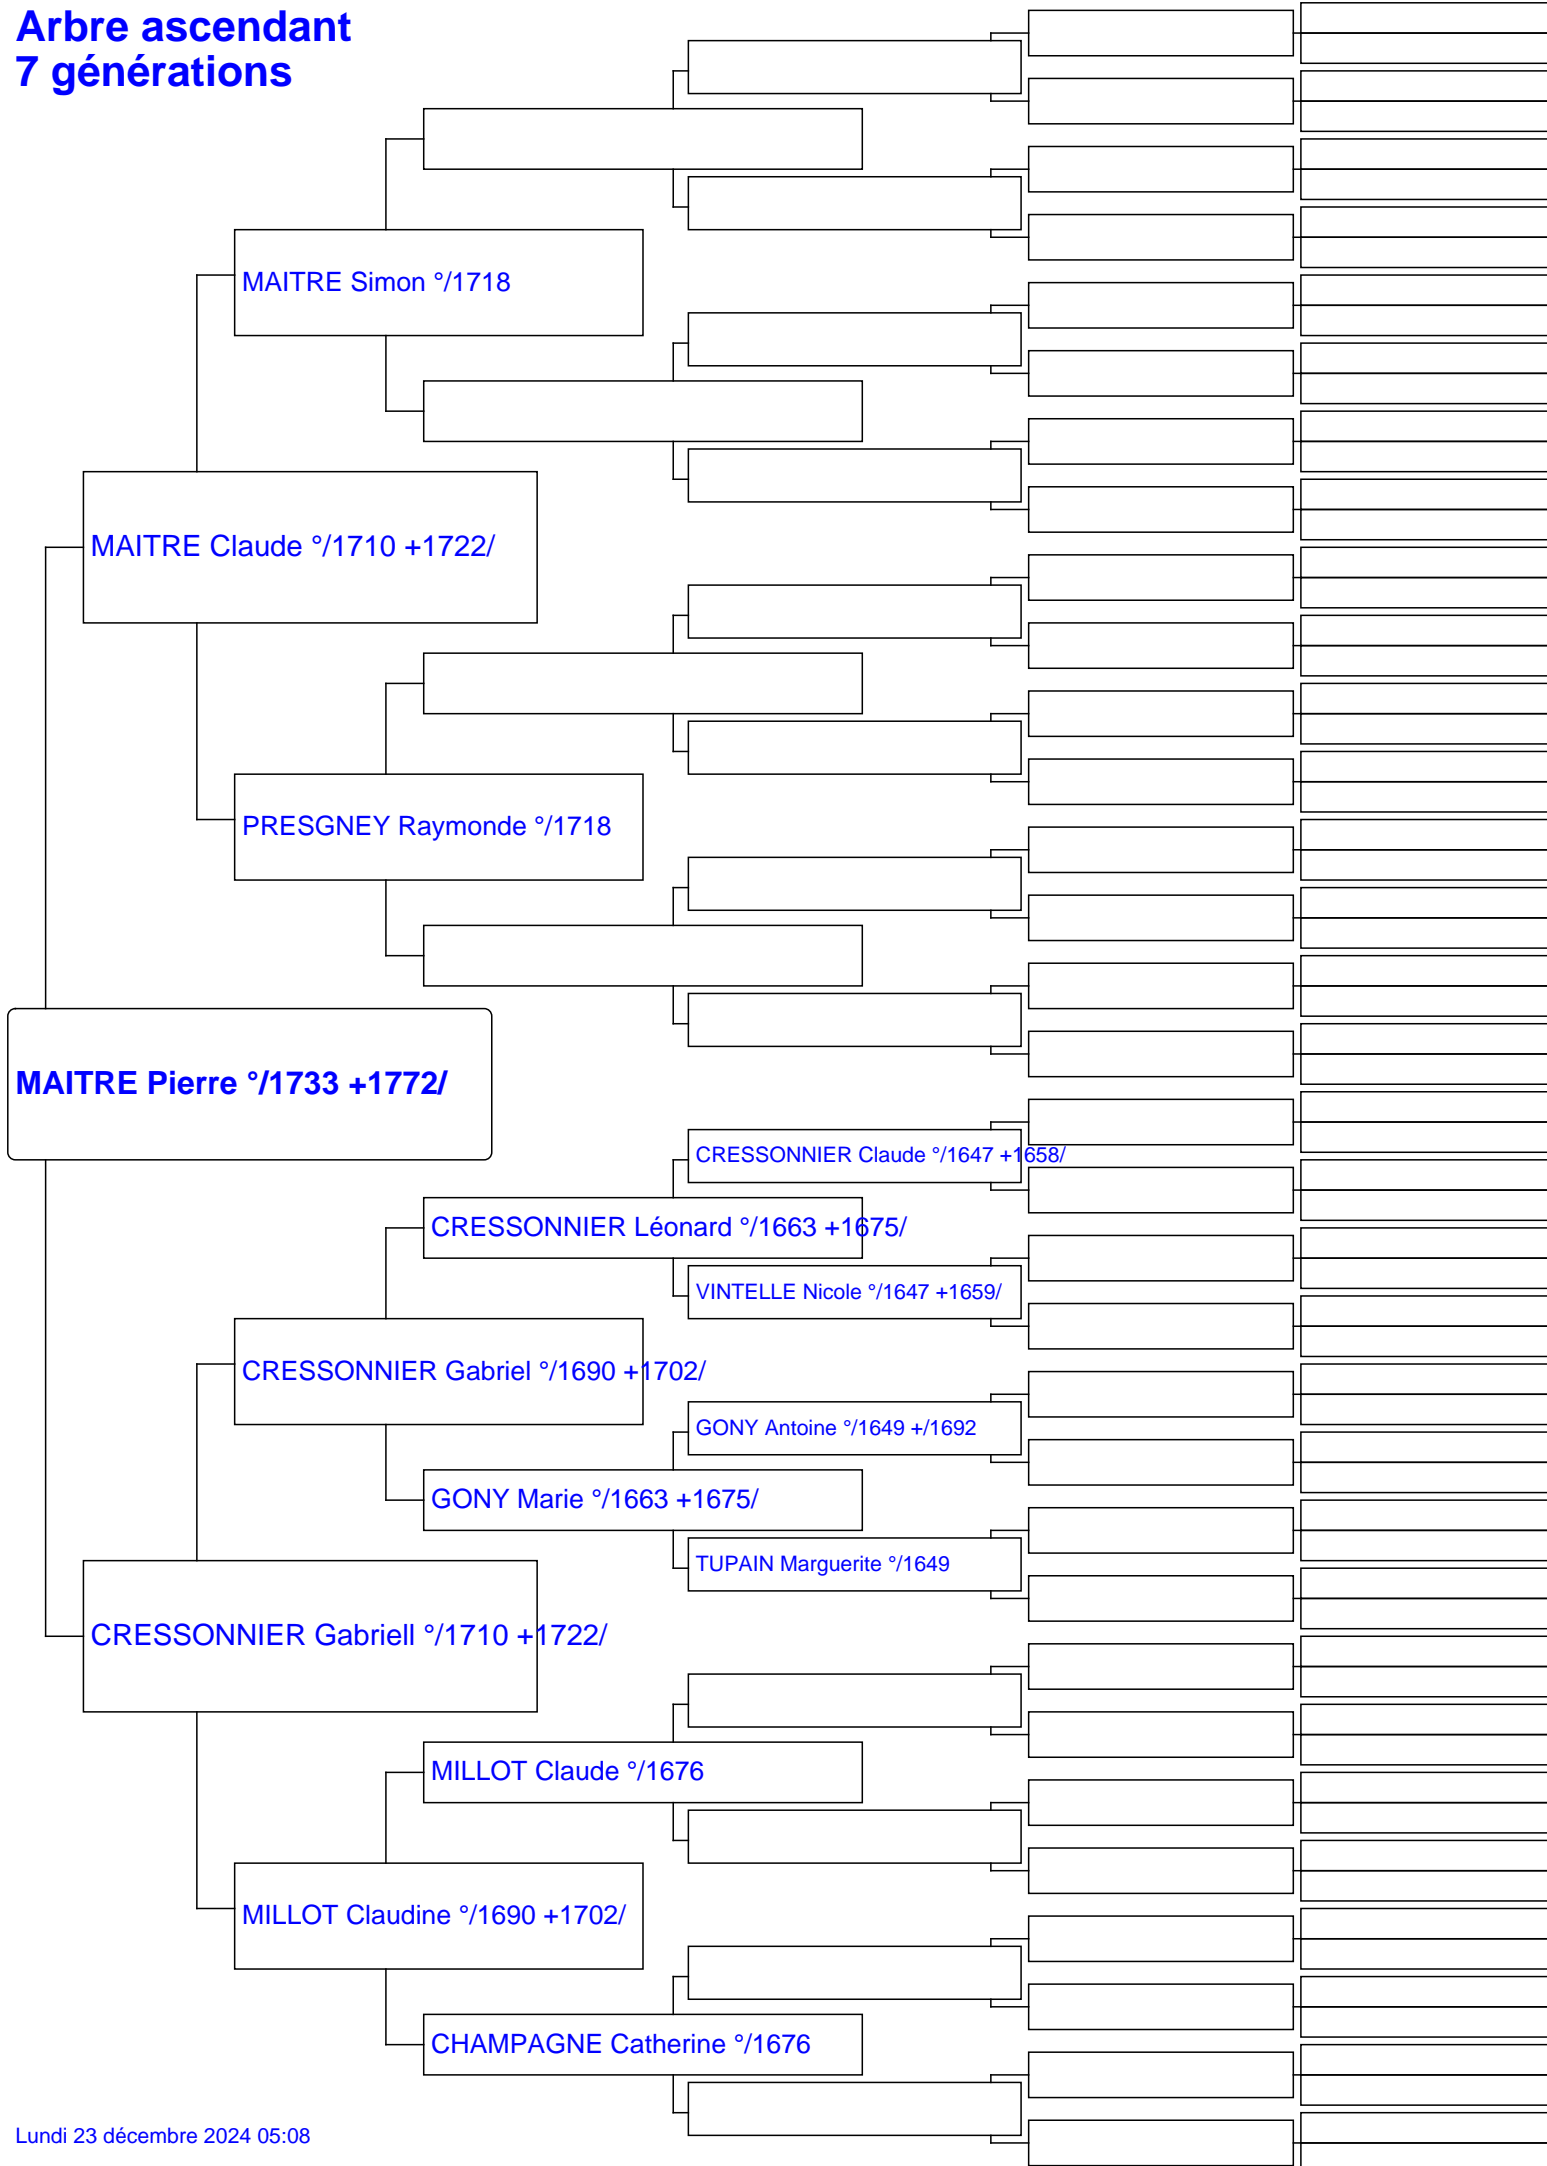 Arbre ascendant
7 générations
MAITRE Simon °/1718
MAITRE Claude °/1710 +1722/
PRESGNEY Raymonde °/1718
MAITRE Pierre °/1733 +1772/
CRESSONNIER Claude °/1647 +1658/
CRESSONNIER Léonard °/1663 +1675/
VINTELLE Nicole °/1647 +1659/
CRESSONNIER Gabriel °/1690 +1702/
GONY Antoine °/1649 +/1692
GONY Marie °/1663 +1675/
TUPAIN Marguerite °/1649
CRESSONNIER Gabriell °/1710 +1722/
MILLOT Claude °/1676
MILLOT Claudine °/1690 +1702/
CHAMPAGNE Catherine °/1676
Lundi 23 décembre 2024 05:08